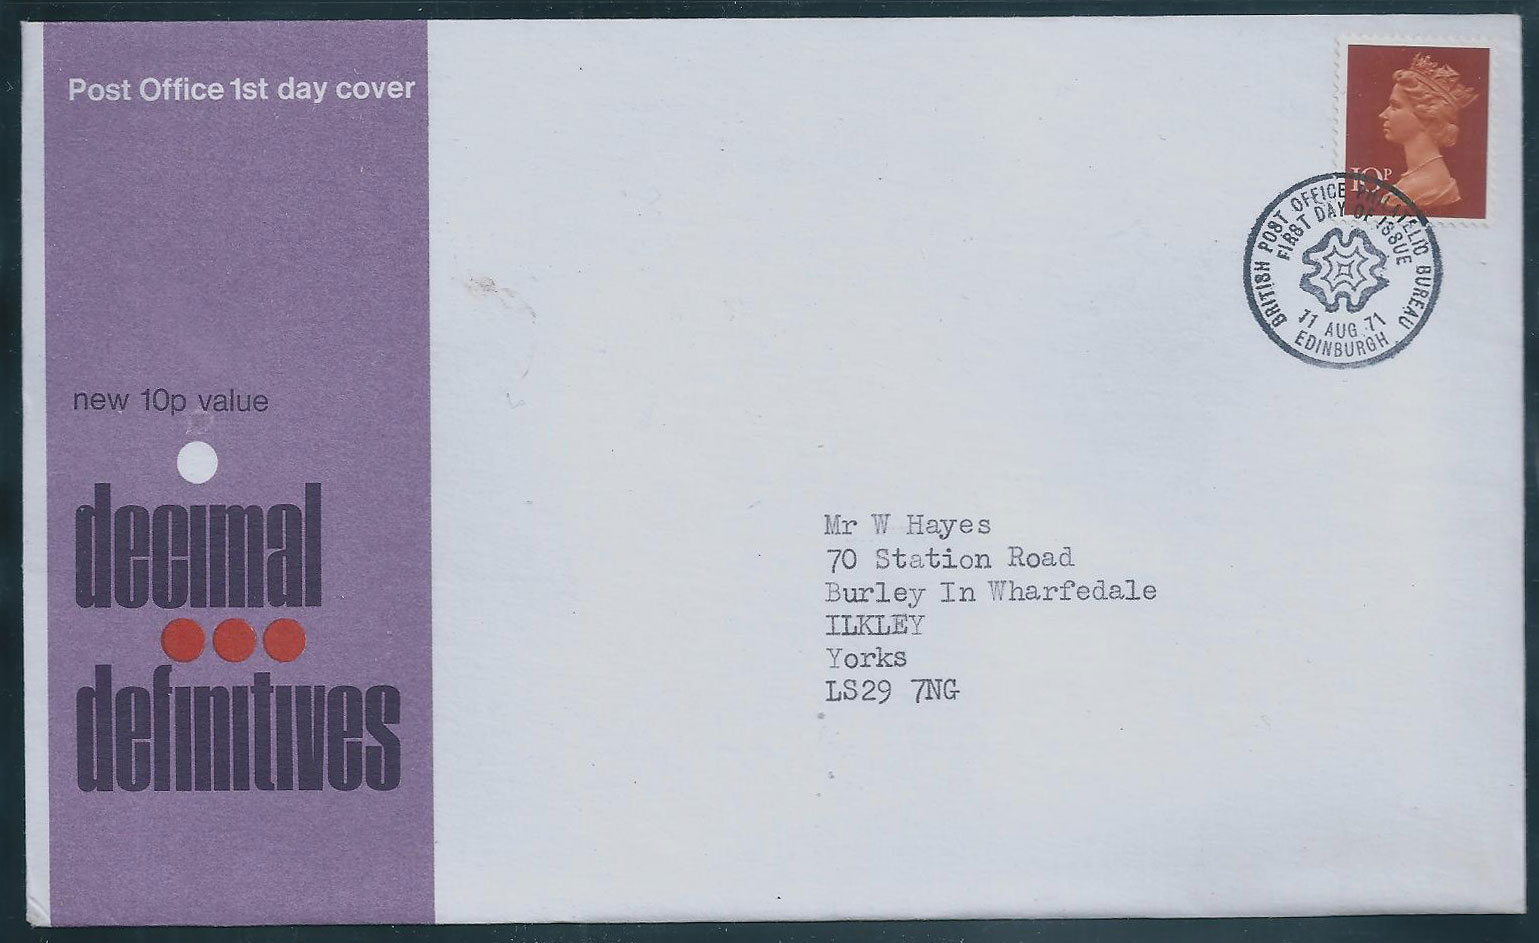 Post Office 1st day cover
new 10p value
decimal
definitives
10P
BRITISH POST OFFICE PHILATELIC BUREAU
FIRST DAY OF ISSUE
11 AUG 71
EDINBURGH
Mr W Hayes
70 Station Road
Burley In Wharfedale
ILKLEY
Yorks
LS29 7NG